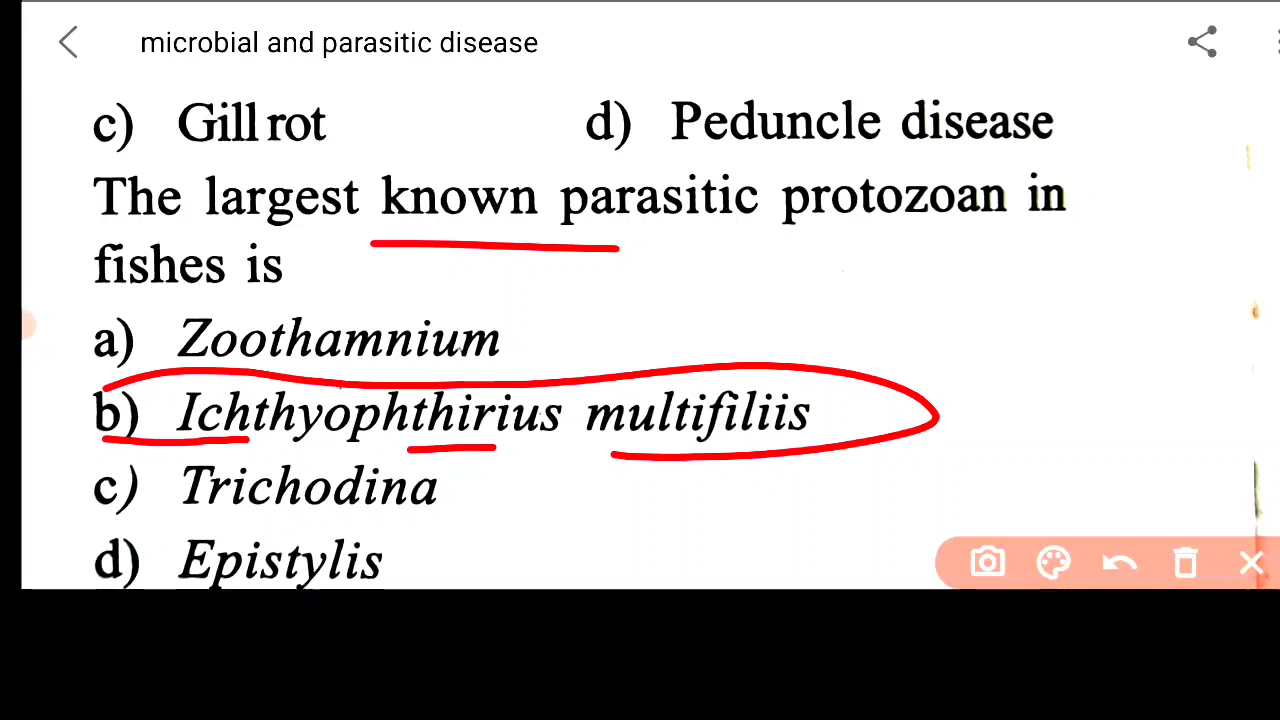 microbial and parasitic disease
c) Gill rot d) Peduncle disease
The largest known parasitic protozoan in
fishes is
a) Zoothamnium
b) Ichthyophthirius multifiliis
c) Trichodina
d) Epistylis